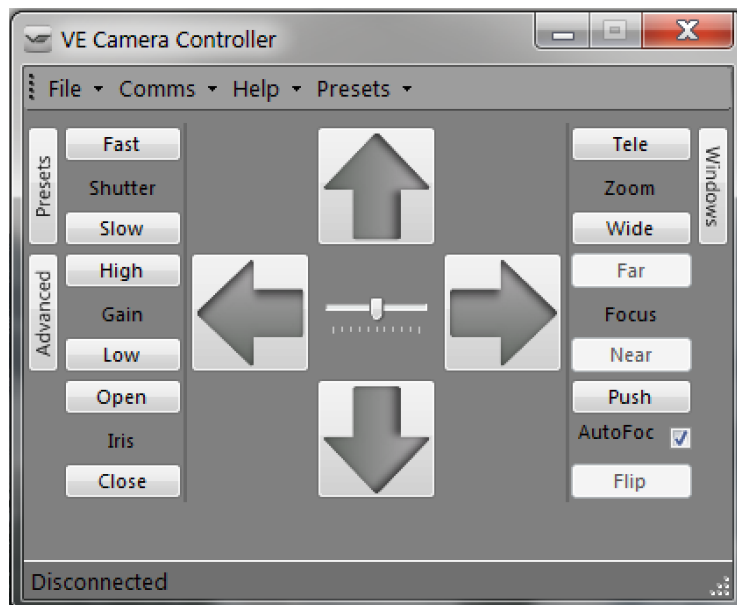 VE Camera Controller
File Comms Help Presets
Presets
Advanced
Fast
Shutter
Slow
High
Gain
Low
Open
Iris
Close
Tele
Zoom
Wide
Far
Focus
Near
Push
AutoFoc
Flip
Windows
Disconnected